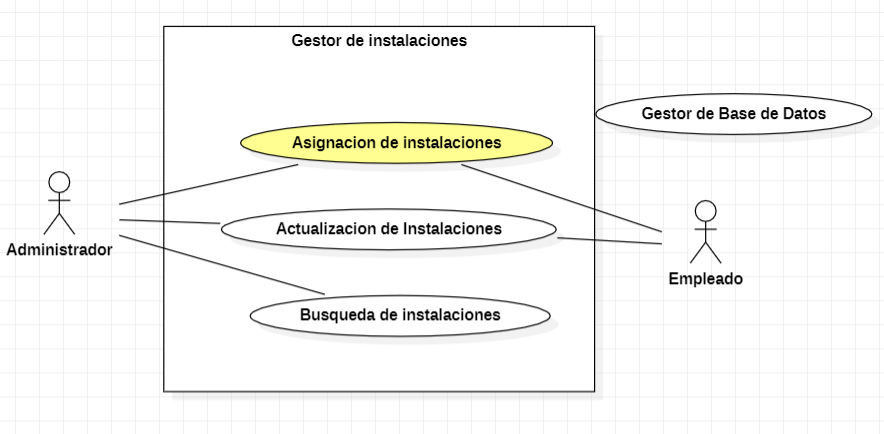 Gestor de instalaciones
Gestor de Base de Datos
Asignacion de instalaciones
Actualizacion de Instalaciones
Administrador
Empleado
Busqueda de instalaciones